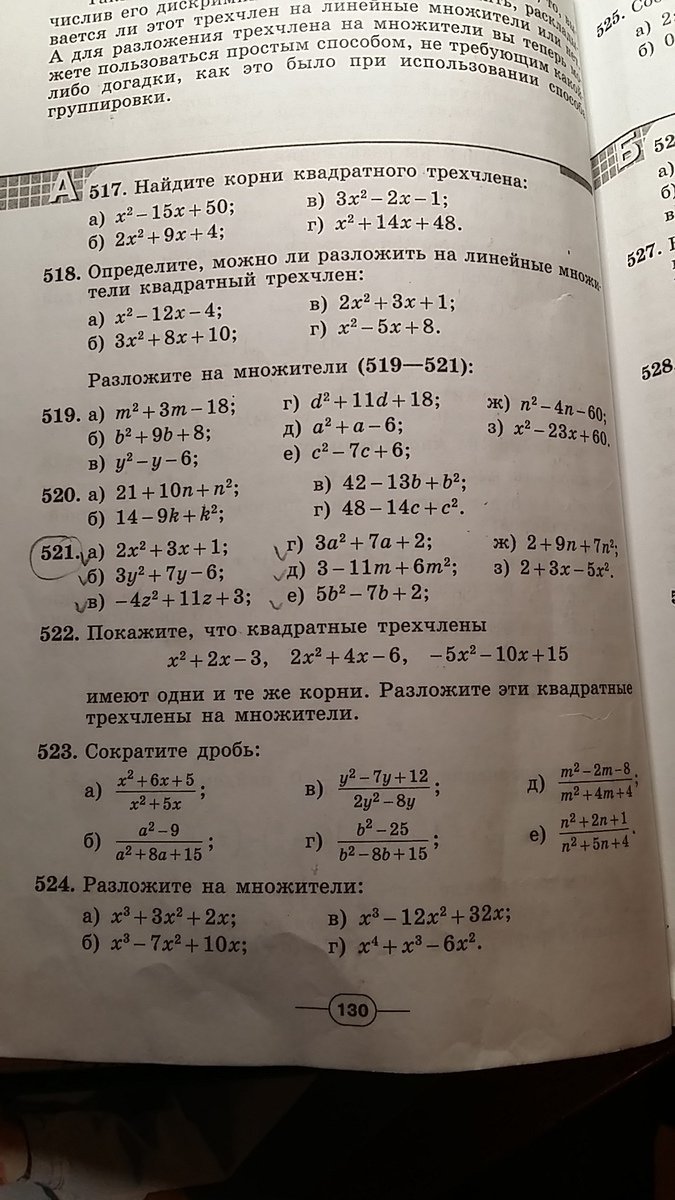 числив его
вается ли этот трехчлен на линейные множители или нет.
А для разложения трехчлена на множители вы теперь мо-
жете пользоваться простым способом, не требующим какой-
либо догадки, как это было при использовании способа
группировки.
А 517. Найдите корни квадратного трехчлена:
а) x² − 15x + 50; в) 3x² − 2x − 1;
б) 2x² + 9x + 4; г) x² + 14x + 48.
518. Определите, можно ли разложить на линейные множи-
тели квадратный трехчлен:
а) x² − 12x − 4; в) 2x² + 3x + 1;
б) 3x² + 8x + 10; г) x² − 5x + 8.
Разложите на множители (519—521):
519. а) m² + 3m − 18; г) d² + 11d + 18; ж) n² − 4n − 60;
б) b² + 9b + 8; д) a² + a − 6; з) x² − 23x + 60.
в) y² − y − 6; е) c² − 7c + 6;
520. а) 21 + 10n + n²; в) 42 − 13b + b²;
б) 14 − 9k + k²; г) 48 − 14c + c².
521. а) 2x² + 3x + 1; г) 3a² + 7a + 2; ж) 2 + 9n + 7n²;
б) 3y² + 7y − 6; д) 3 − 11m + 6m²; з) 2 + 3x − 5x².
в) −4z² + 11z + 3; е) 5b² − 7b + 2;
522. Покажите, что квадратные трехчлены
x² + 2x − 3, 2x² + 4x − 6, −5x² − 10x + 15
имеют одни и те же корни. Разложите эти квадратные
трехчлены на множители.
523. Сократите дробь:
а) (x² + 6x + 5)/(x² + 5x); в) (y² − 7y + 12)/(2y² − 8y); д) (m² − 2m − 8)/(m² + 4m + 4);
б) (a² − 9)/(a² + 8a + 15); г) (b² − 25)/(b² − 8b + 15); е) (n² + 2n + 1)/(n² + 5n + 4).
524. Разложите на множители:
а) x³ + 3x² + 2x; в) x³ − 12x² + 32x;
б) x³ − 7x² + 10x; г) x⁴ + x³ − 6x².
130
525.
а)
б)
Б
а)
б)
в
527.
528.